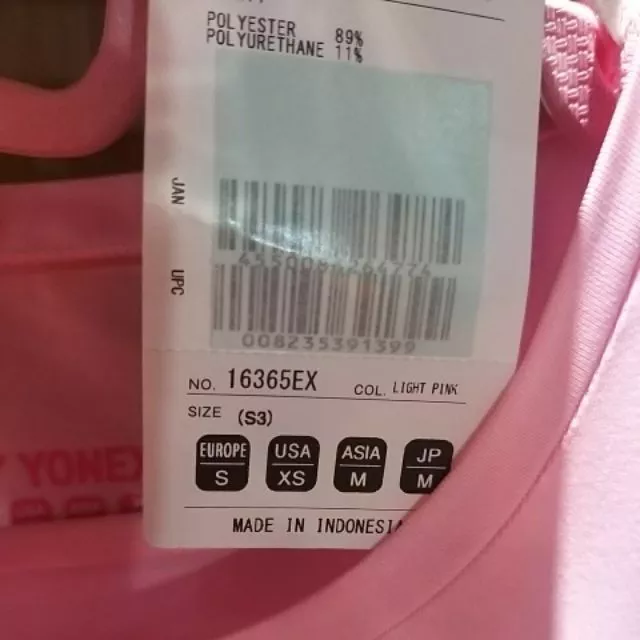 POLYESTER 89%
POLYURETHANE 11%
JAN
UPC
008235391399
NO. 16365EX COL. LIGHT PINK
SIZE (S3)
EUROPE USA ASIA JP
S XS M M
YONEX
MADE IN INDONESIA